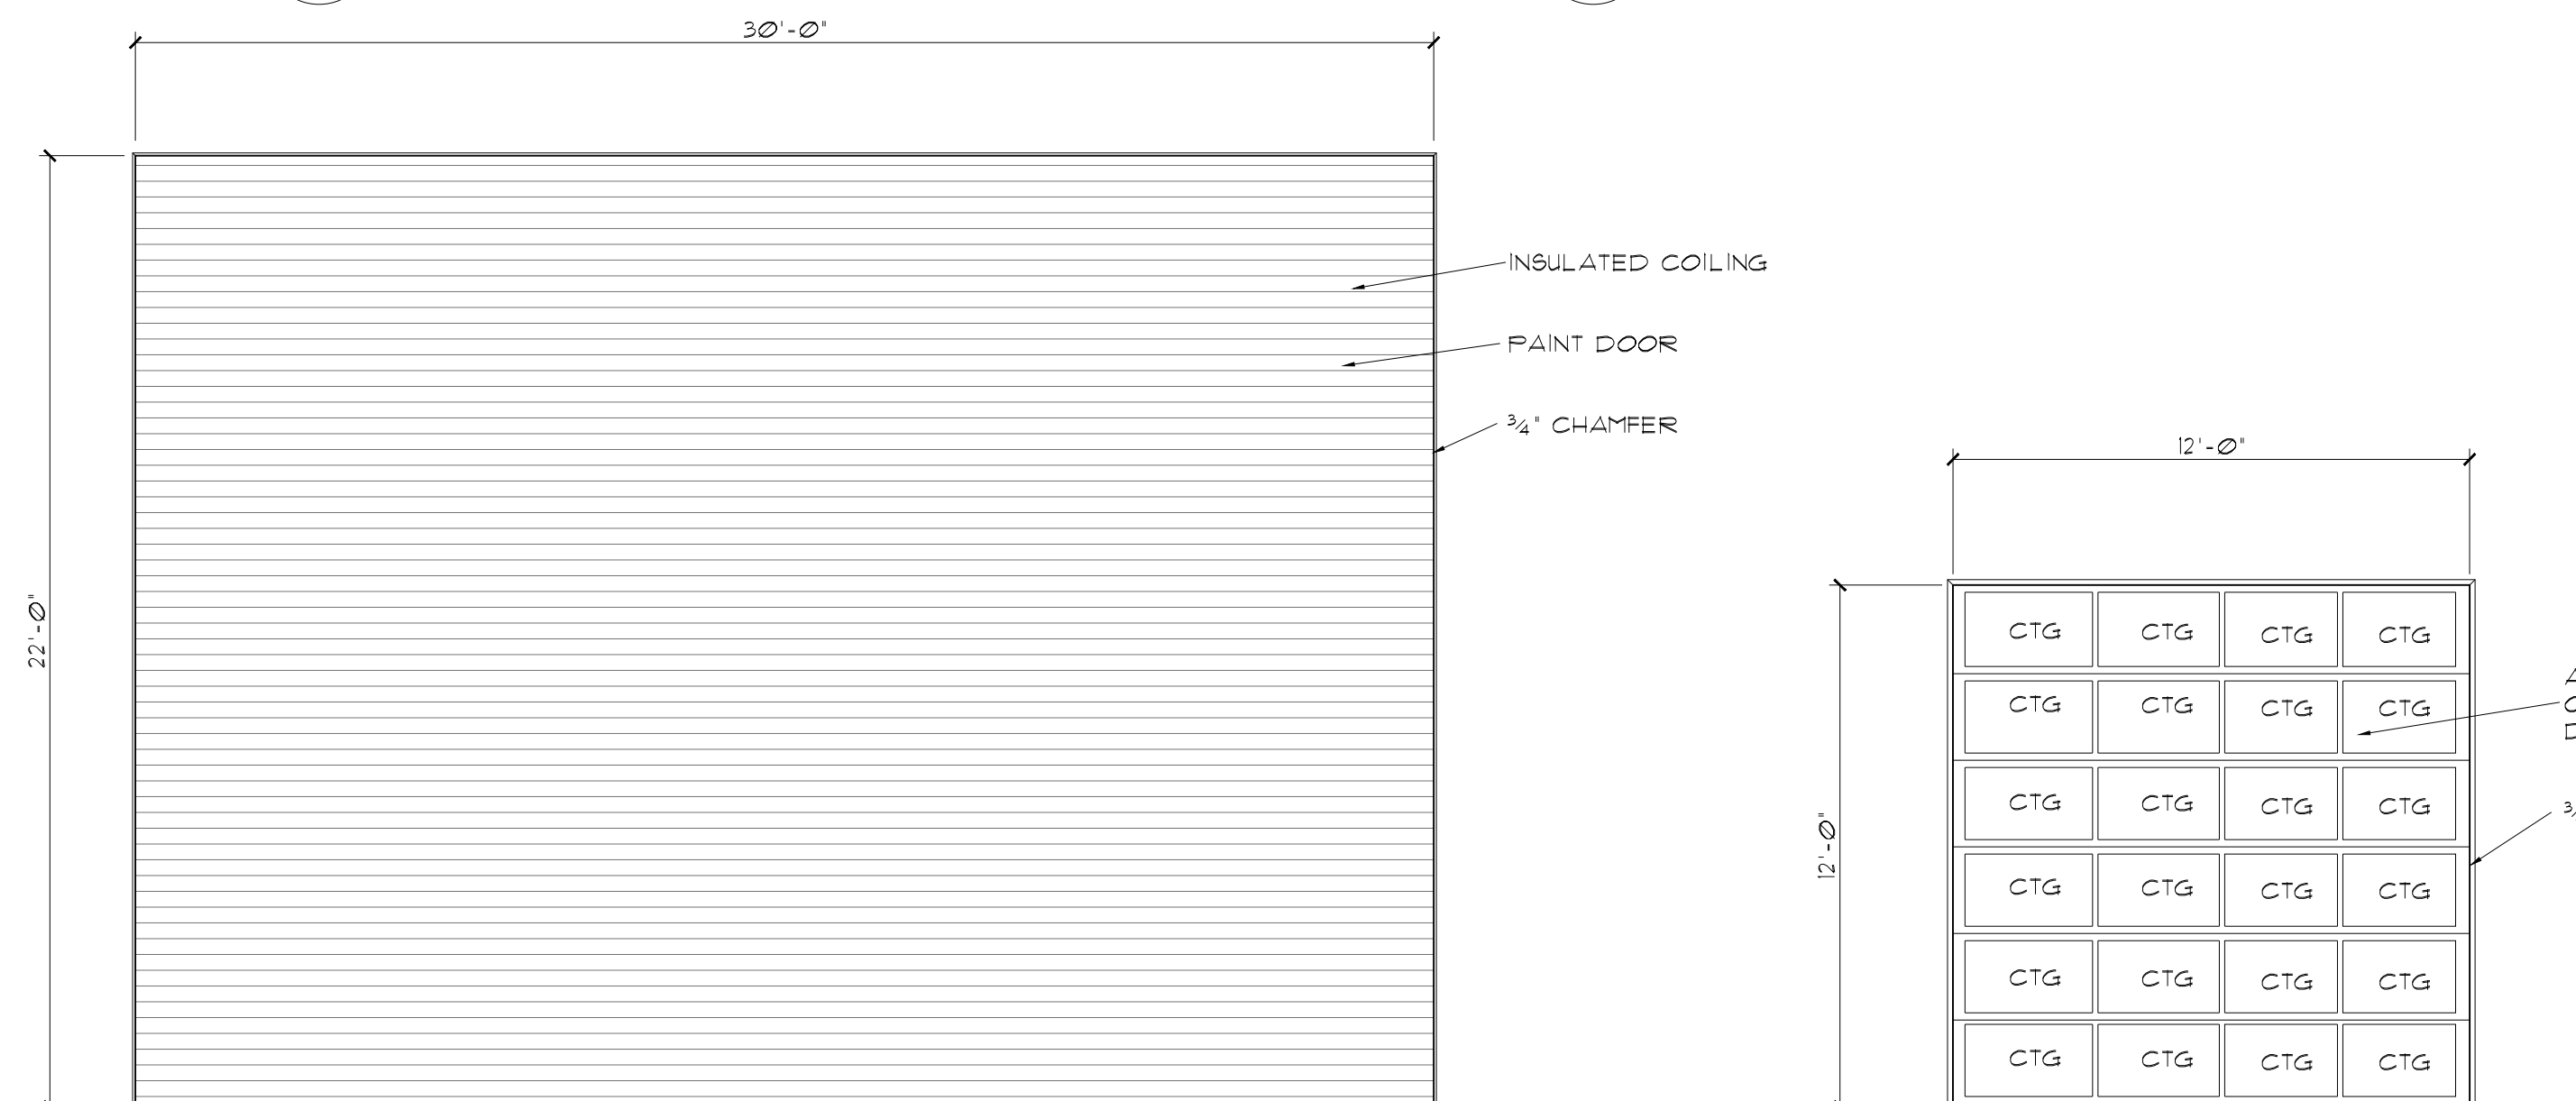 30'-0"
INSULATED COILING
PAINT DOOR
3/4" CHAMFER
22'-0"
12'-0"
12'-0"
CTG CTG CTG CTG
CTG CTG CTG CTG
CTG CTG CTG CTG
CTG CTG CTG CTG
CTG CTG CTG CTG
CTG CTG CTG CTG